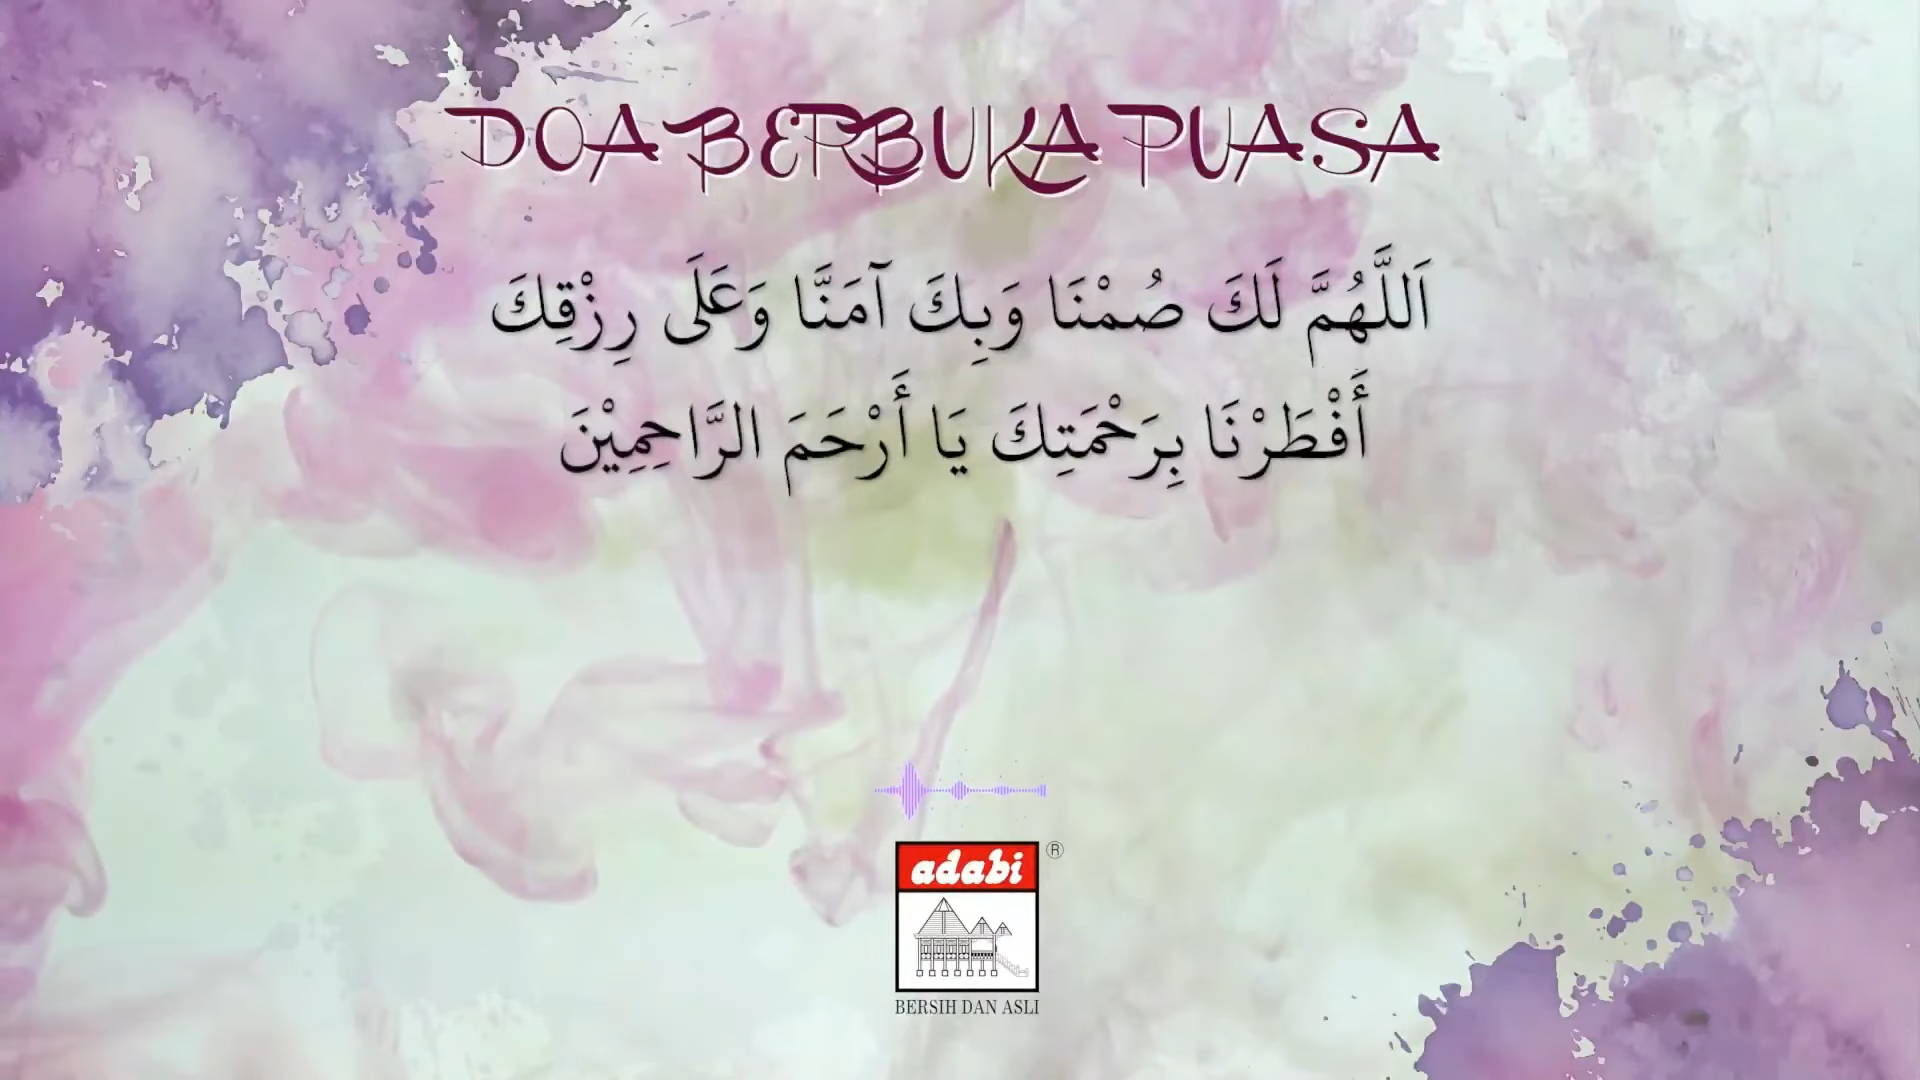 DOA BERBUKA PUASA
اَللَّهُمَّ لَكَ صُمْنَا وَبِكَ آمَنَّا وَعَلَى رِزْقِكَ
أَفْطَرْنَا بِرَحْمَتِكَ يَا أَرْحَمَ الرَّاحِمِيْنَ
adabi ®
BERSIH DAN ASLI